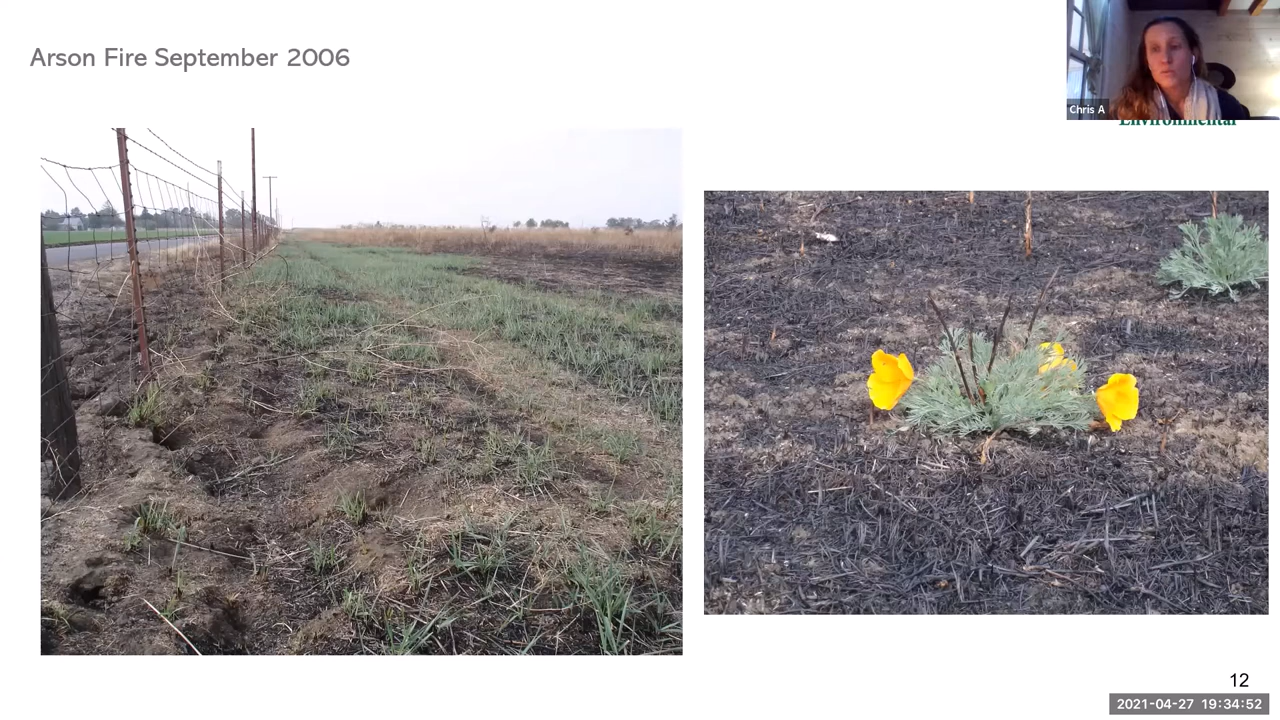 Arson Fire September 2006
Chris A
Environmental
12
2021-04-27 19:34:52